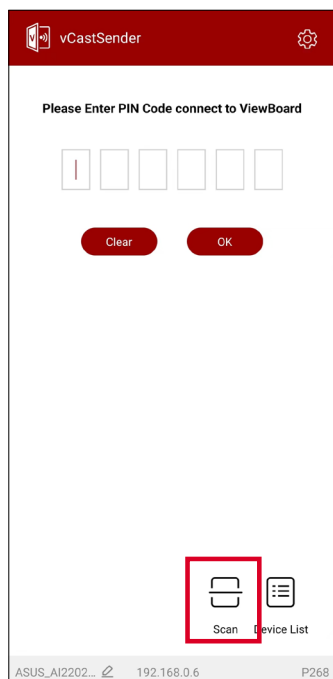 vCastSender
Please Enter PIN Code connect to ViewBoard
Clear OK
Scan Device List
ASUS_AI2202... 192.168.0.6 P268